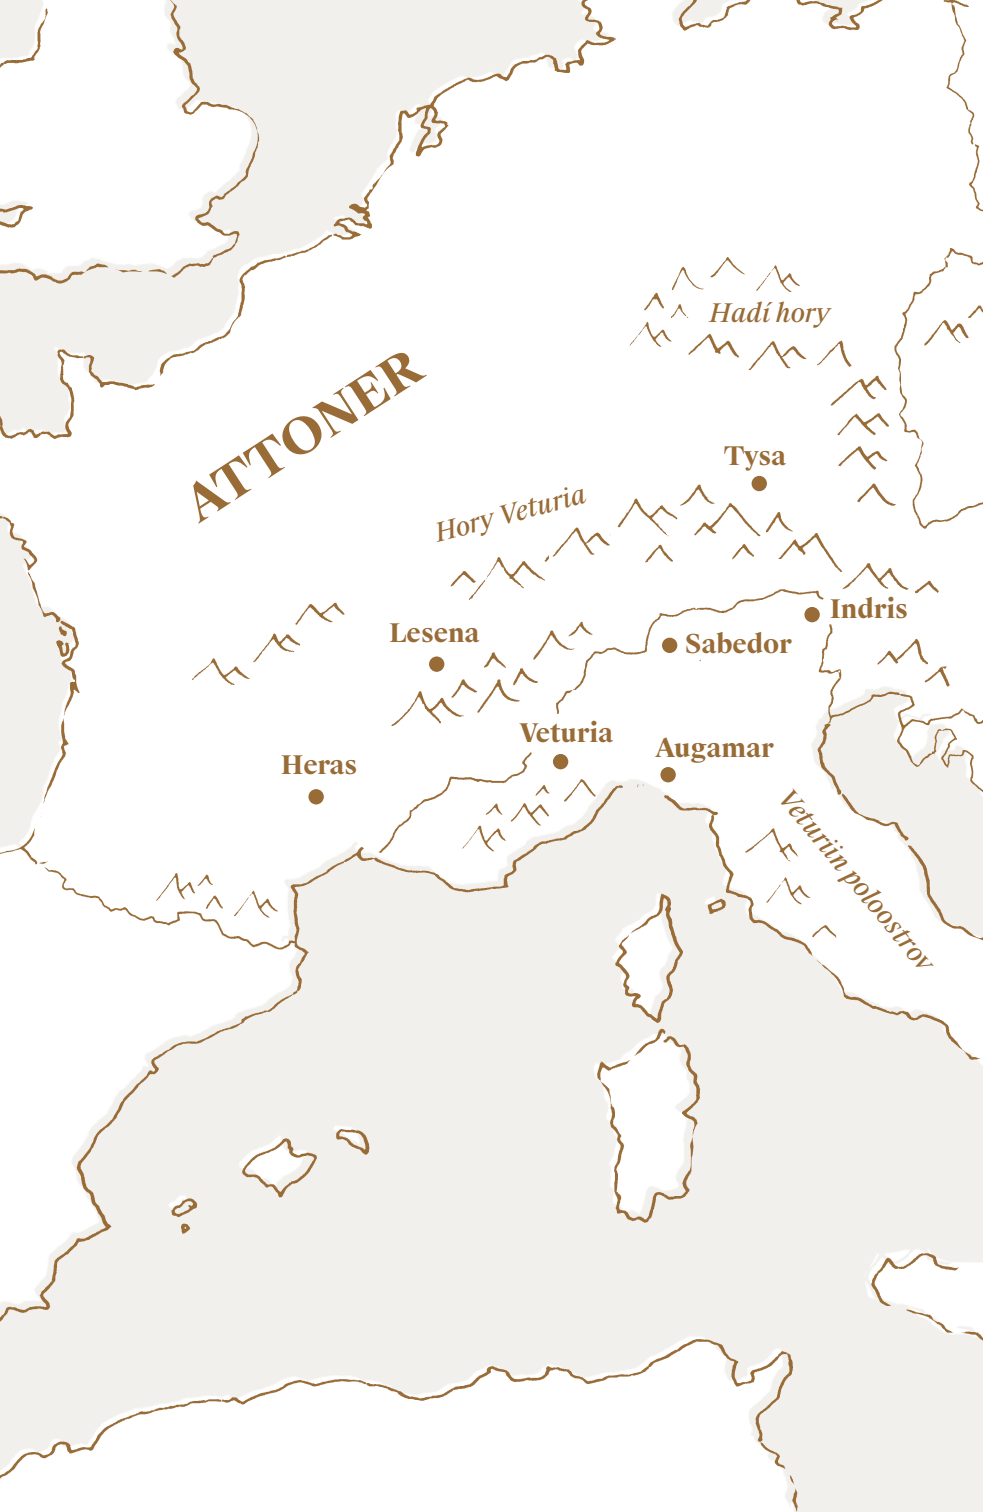 Hadí hory
ATTONER
Tysa
Hory Veturia
Indris
Lesena
Sabedor
Veturia
Augamar
Heras
Veturiin poloostrov